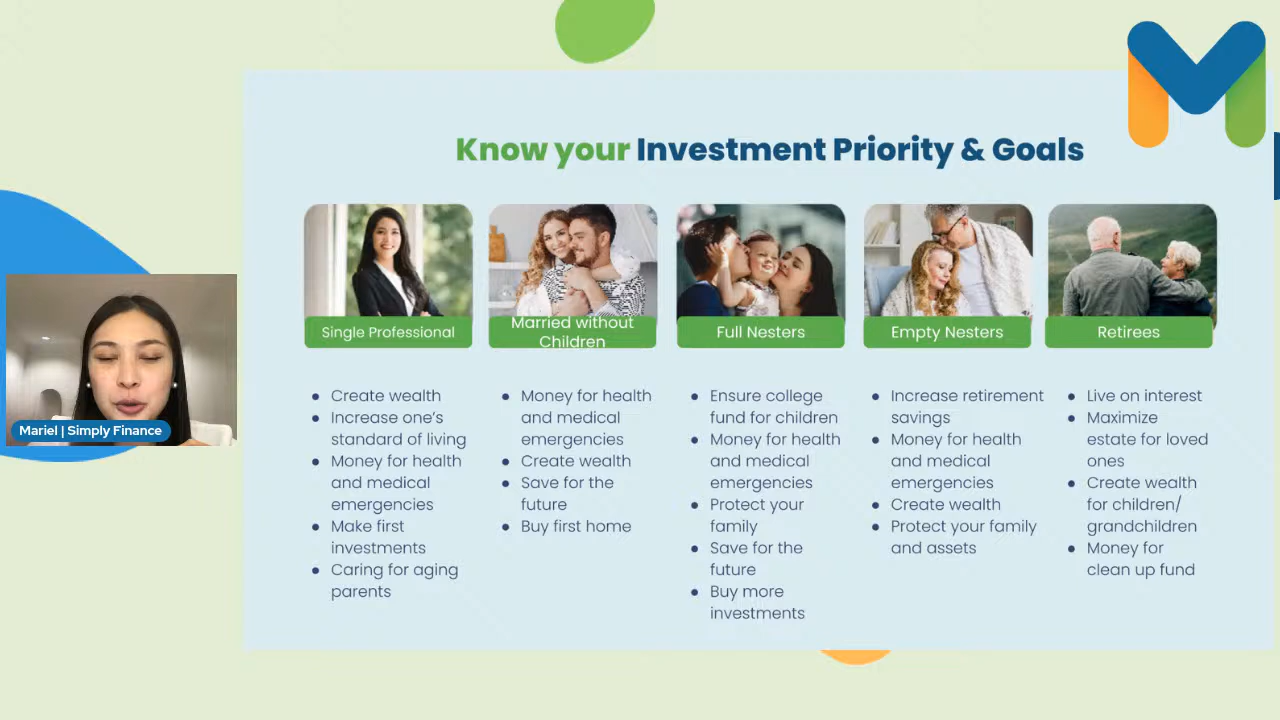 Know your Investment Priority & Goals
Single Professional
Married without
Children
Full Nesters
Empty Nesters
Retirees
● Create wealth
● Increase one's
standard of living
● Money for health
and medical
emergencies
● Make first
investments
● Caring for aging
parents
● Money for health
and medical
emergencies
● Create wealth
● Save for the
future
● Buy first home
● Ensure college
fund for children
● Money for health
and medical
emergencies
● Protect your
family
● Save for the
future
● Buy more
investments
● Increase retirement
savings
● Money for health
and medical
emergencies
● Create wealth
● Protect your family
and assets
● Live on interest
● Maximize
estate for loved
ones
● Create wealth
for children/
grandchildren
● Money for
clean up fund
Mariel | Simply Finance